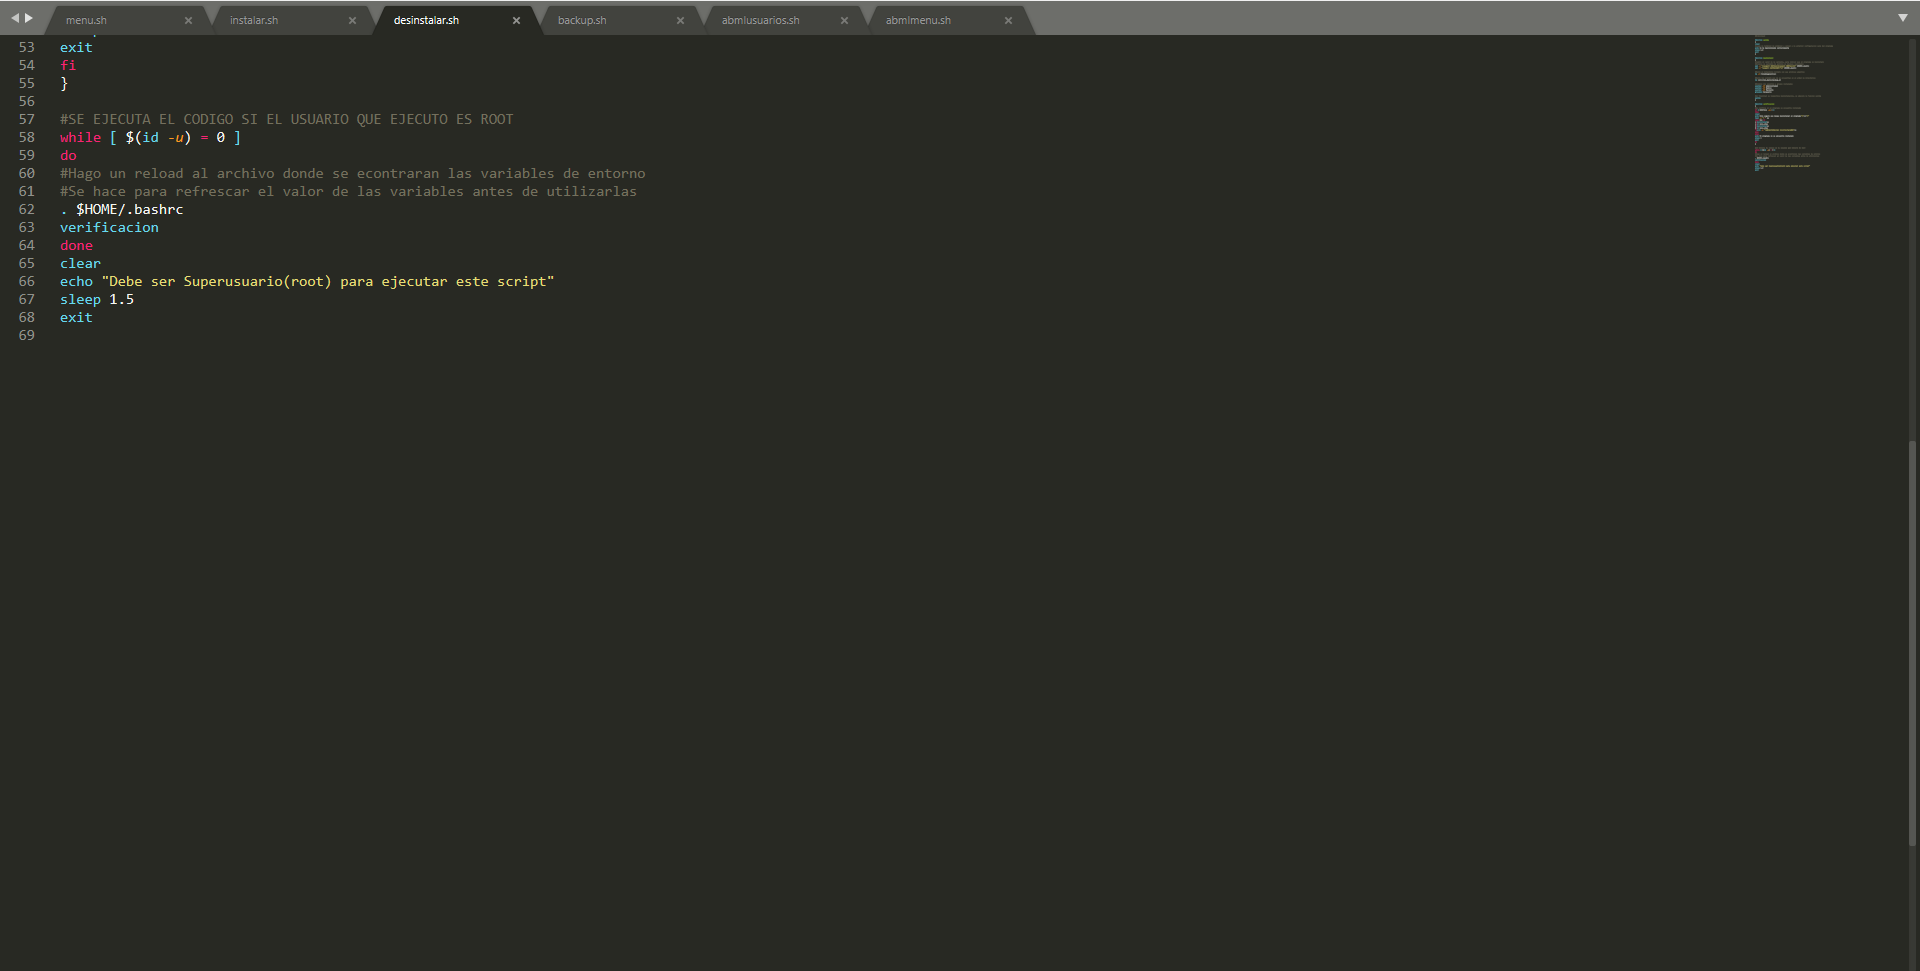 menu.sh instalar.sh desinstalar.sh backup.sh abmlusuarios.sh abmlmenu.sh
53 exit
54 fi
55 }
56
57 #SE EJECUTA EL CODIGO SI EL USUARIO QUE EJECUTO ES ROOT
58 while [ $(id -u) = 0 ]
59 do
60 #Hago un reload al archivo donde se econtraran las variables de entorno
61 #Se hace para refrescar el valor de las variables antes de utilizarlas
62 . $HOME/.bashrc
63 verificacion
64 done
65 clear
66 echo "Debe ser Superusuario(root) para ejecutar este script"
67 sleep 1.5
68 exit
69